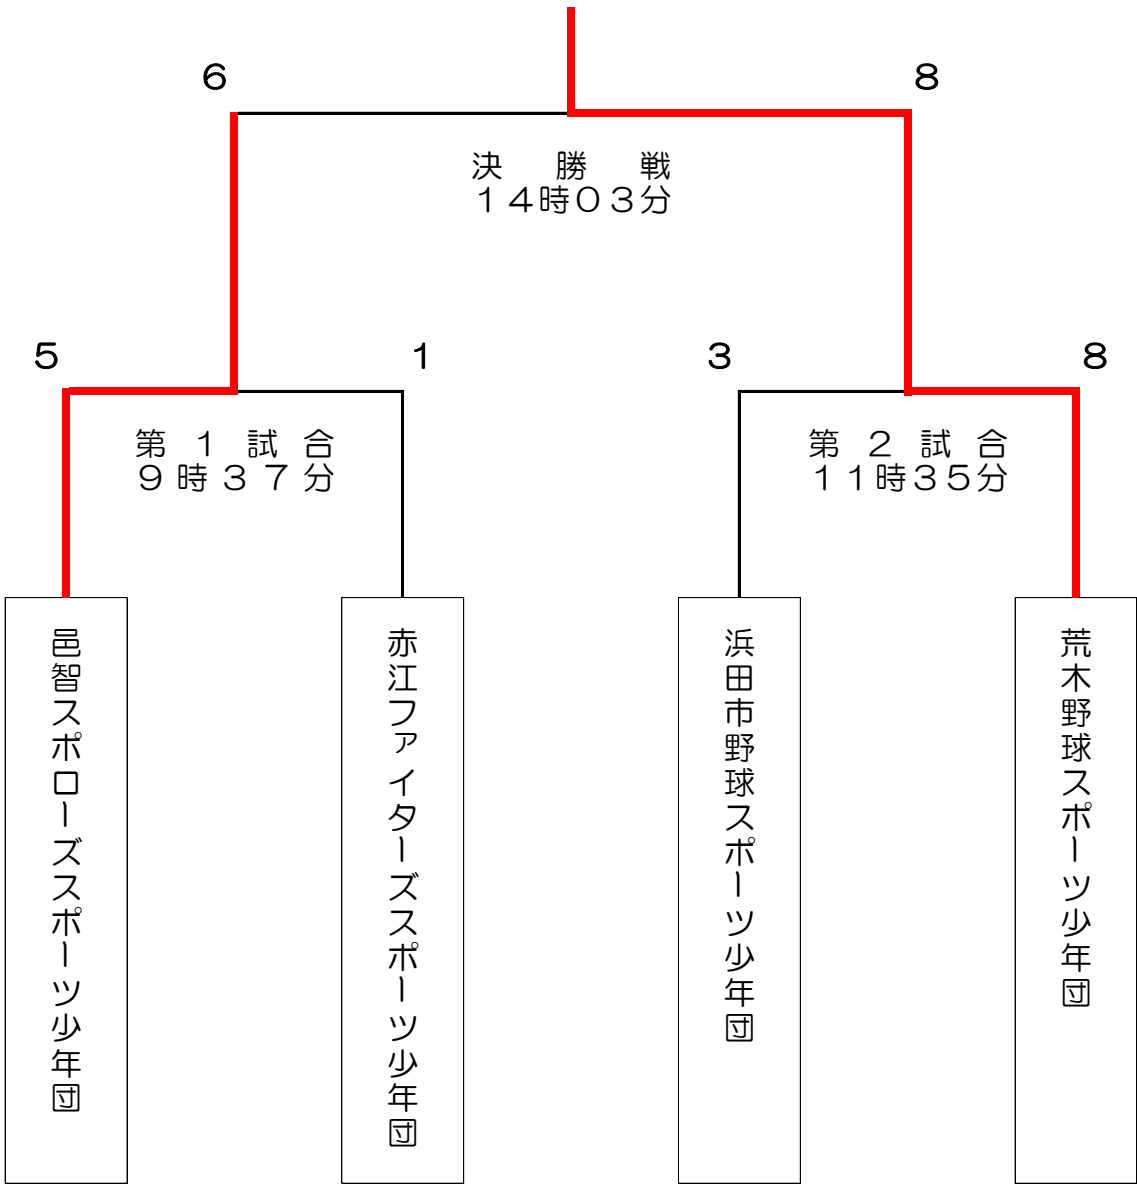 6
8
決勝戦
14時03分
5
1
3
8
第1試合
9時37分
第2試合
11時35分
邑智スポローズスポーツ少年団
赤江ファイターズスポーツ少年団
浜田市野球スポーツ少年団
荒木野球スポーツ少年団